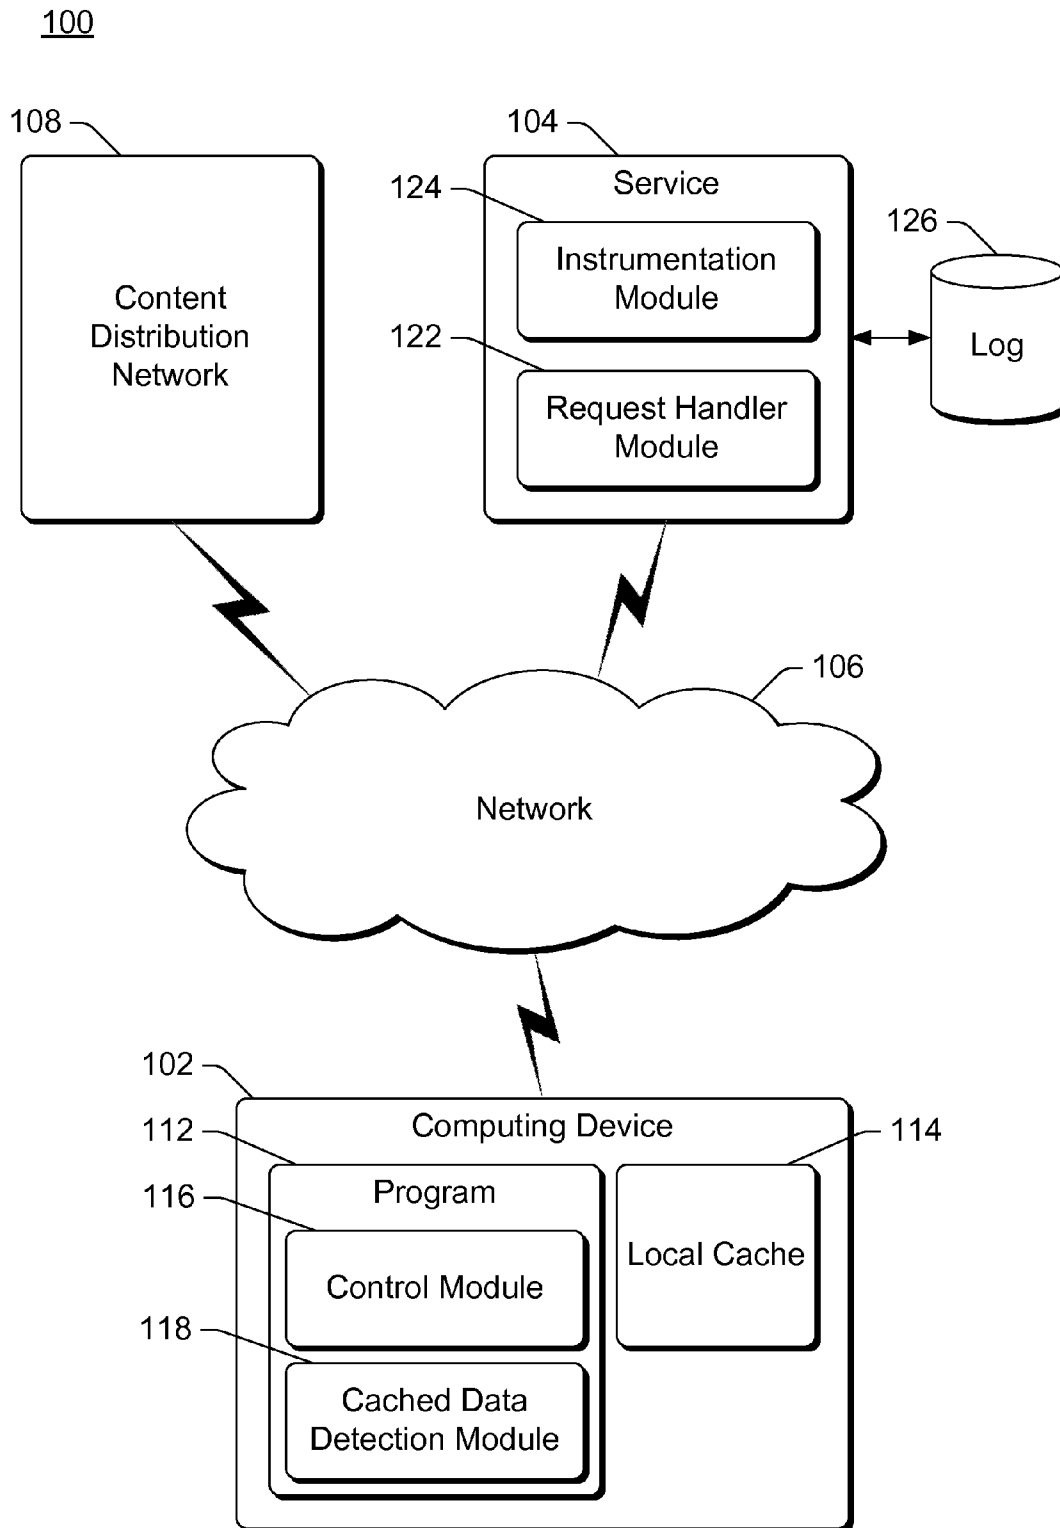 100
108
104
Service
124
126
Instrumentation
Module
Content
Distribution
Network
122
Log
Request Handler
Module
106
Network
102
Computing Device
112
114
Program
116
Local Cache
Control Module
118
Cached Data
Detection Module